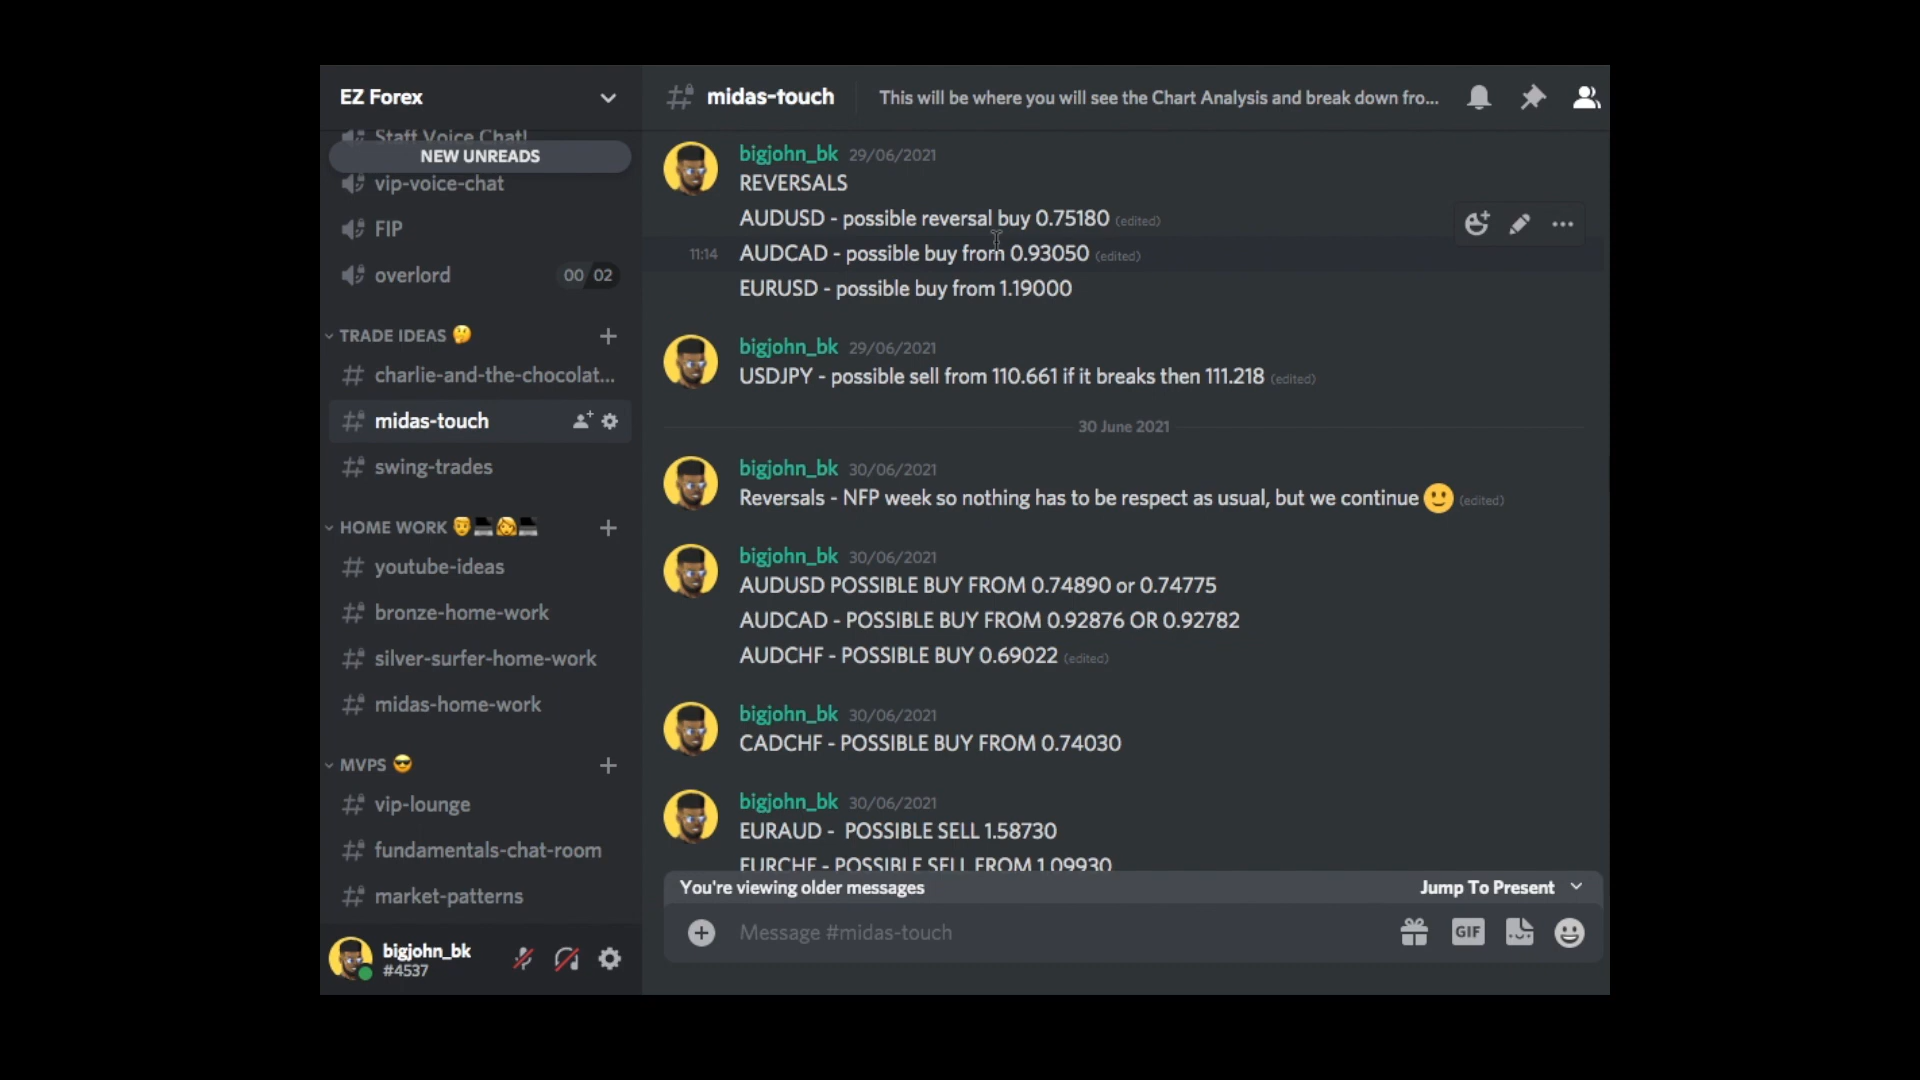 EZ Forex
Staff Voice Chat!
NEW UNREADS
vip-voice-chat
FIP
overlord
00 02
TRADE IDEAS 🤔
charlie-and-the-chocolat...
midas-touch
swing-trades
HOME WORK 👨‍💻👩‍💻
youtube-ideas
bronze-home-work
silver-surfer-home-work
midas-home-work
MVPS 😎
vip-lounge
fundamentals-chat-room
market-patterns
bigjohn_bk
#4537
midas-touch
This will be where you will see the Chart Analysis and break down fro...
bigjohn_bk 29/06/2021
REVERSALS
AUDUSD - possible reversal buy 0.75180 (edited)
11:14 AUDCAD - possible buy from 0.93050 (edited)
EURUSD - possible buy from 1.19000
bigjohn_bk 29/06/2021
USDJPY - possible sell from 110.661 if it breaks then 111.218 (edited)
30 June 2021
bigjohn_bk 30/06/2021
Reversals - NFP week so nothing has to be respect as usual, but we continue 🙂 (edited)
bigjohn_bk 30/06/2021
AUDUSD POSSIBLE BUY FROM 0.74890 or 0.74775
AUDCAD - POSSIBLE BUY FROM 0.92876 OR 0.92782
AUDCHF - POSSIBLE BUY 0.69022 (edited)
bigjohn_bk 30/06/2021
CADCHF - POSSIBLE BUY FROM 0.74030
bigjohn_bk 30/06/2021
EURAUD - POSSIBLE SELL 1.58730
EURCHF - POSSIBLE SELL FROM 1.09930
You're viewing older messages
Jump To Present
Message #midas-touch
GIF